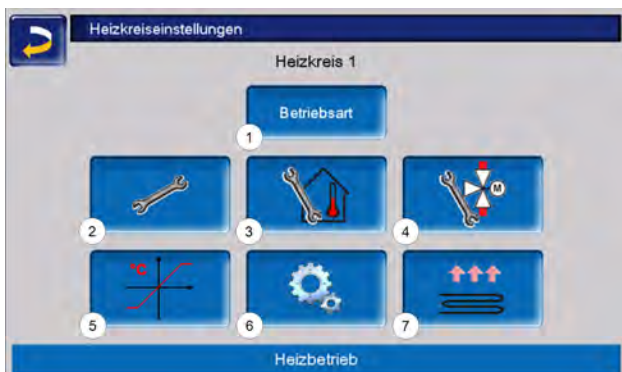 Heizkreiseinstellungen
Heizkreis 1
Betriebsart
1
2
3
M
4
°C
5
6
7
Heizbetrieb